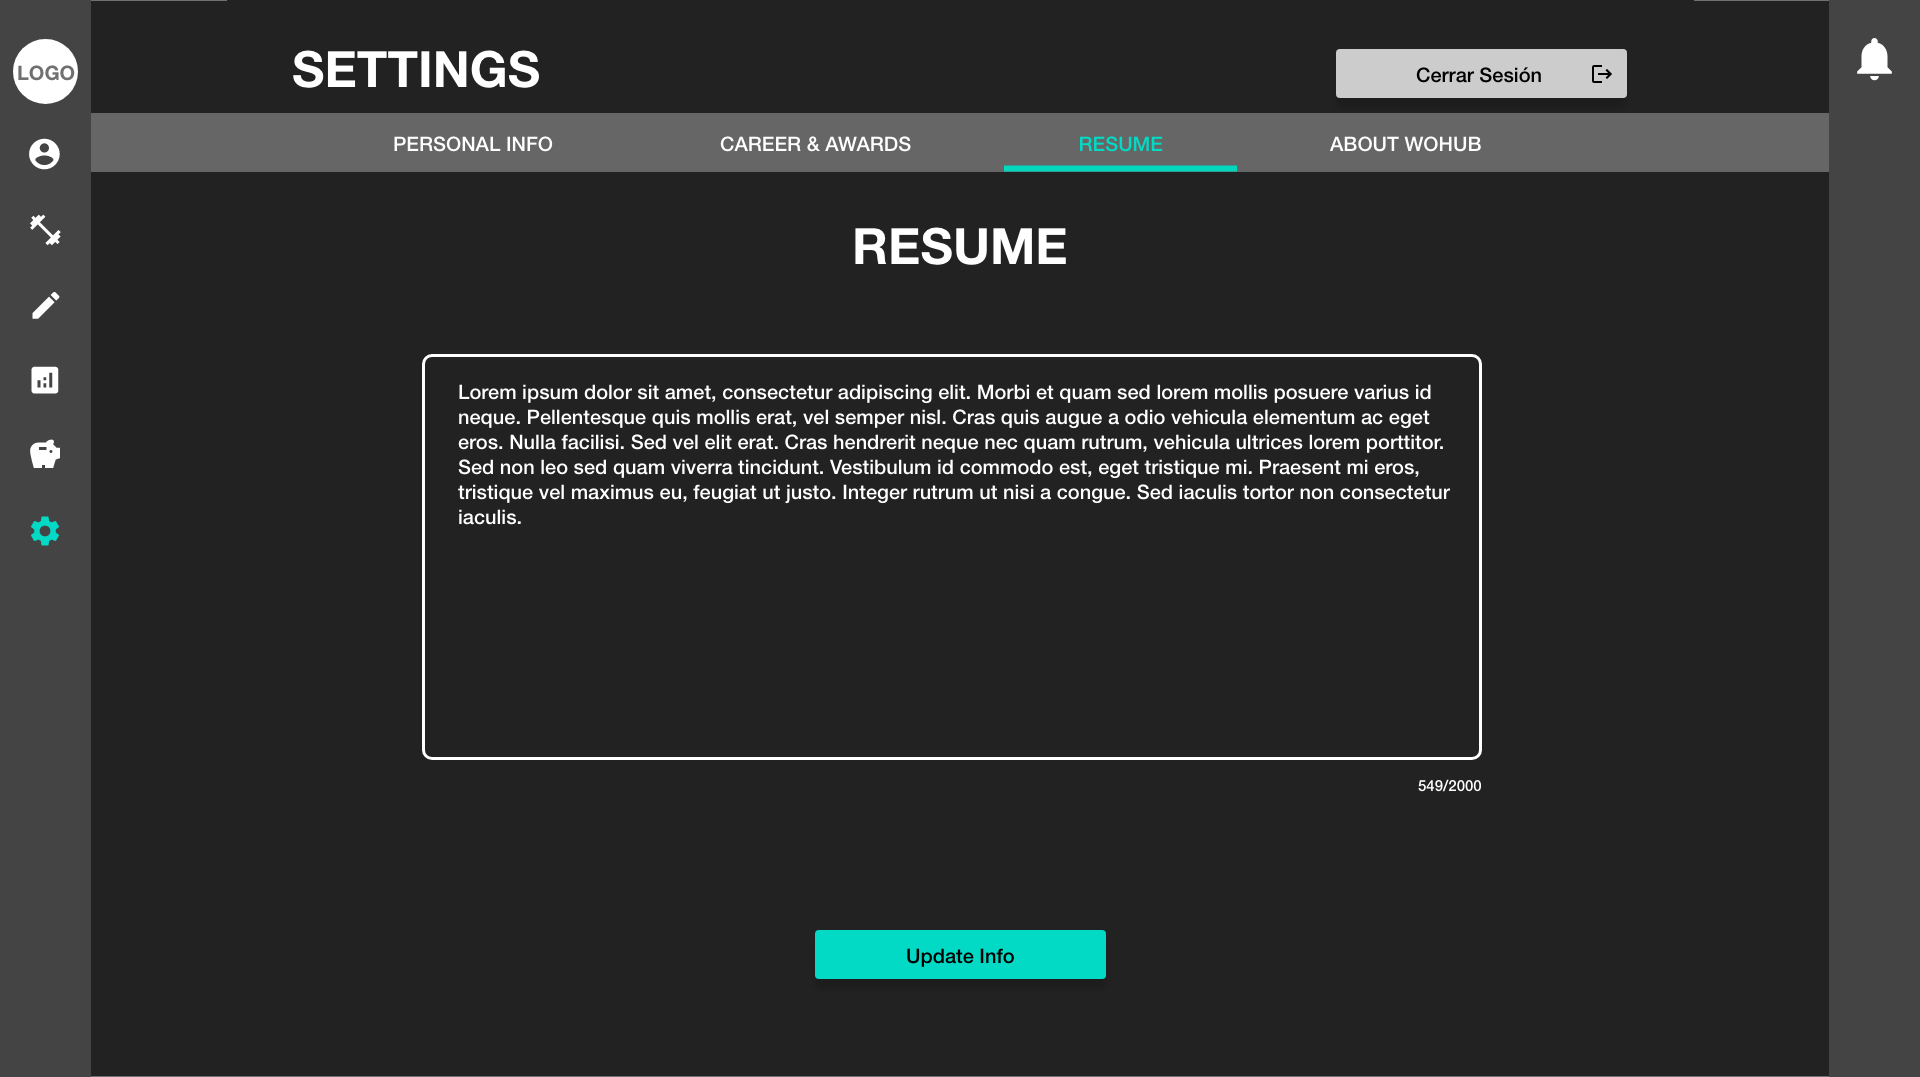 LOGO
SETTINGS
Cerrar Sesión
PERSONAL INFO
CAREER & AWARDS
RESUME
ABOUT WOHUB
RESUME
Lorem ipsum dolor sit amet, consectetur adipiscing elit. Morbi et quam sed lorem mollis posuere varius id
neque. Pellentesque quis mollis erat, vel semper nisl. Cras quis augue a odio vehicula elementum ac eget
eros. Nulla facilisi. Sed vel elit erat. Cras hendrerit neque nec quam rutrum, vehicula ultrices lorem porttitor.
Sed non leo sed quam viverra tincidunt. Vestibulum id commodo est, eget tristique mi. Praesent mi eros,
tristique vel maximus eu, feugiat ut justo. Integer rutrum ut nisi a congue. Sed iaculis tortor non consectetur
iaculis.
549/2000
Update Info